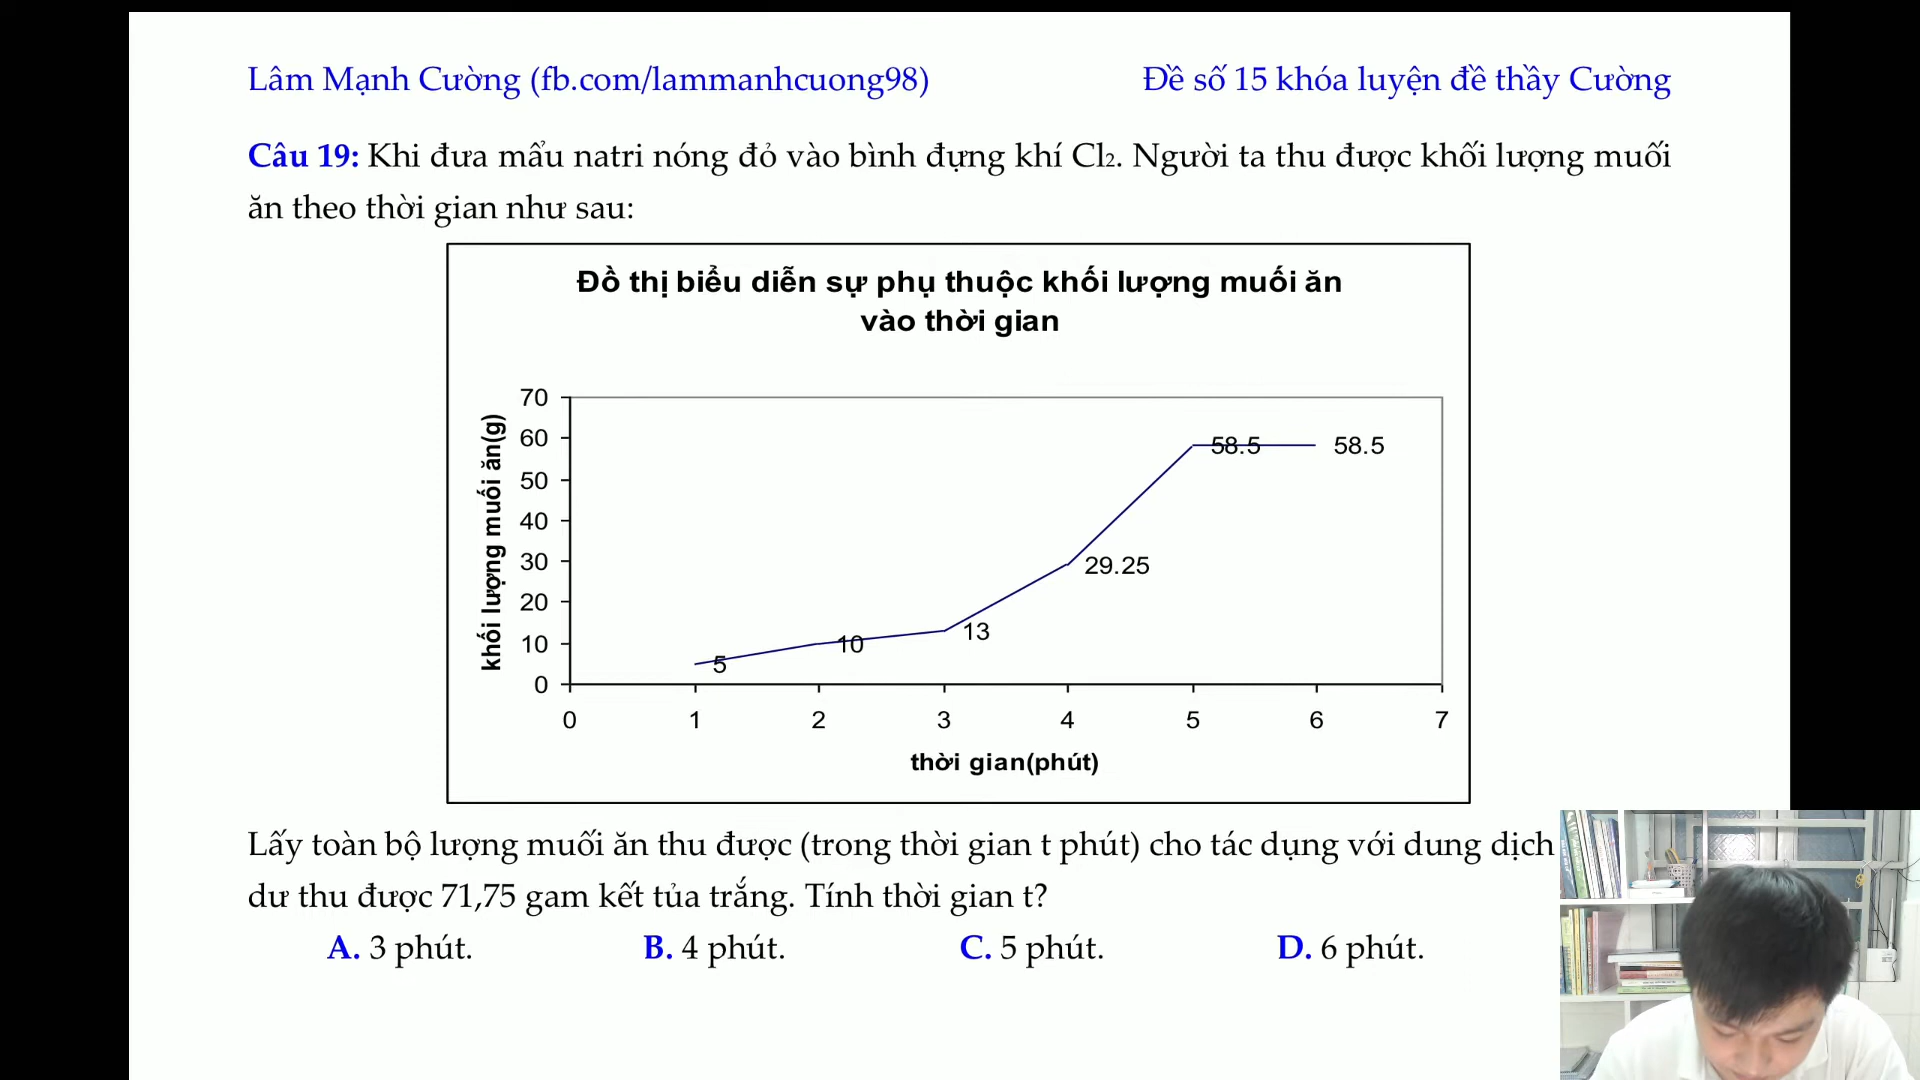 Lâm Mạnh Cường (fb.com/lammanhcuong98) Đề số 15 khóa luyện đề thầy Cường
Câu 19: Khi đưa mẩu natri nóng đỏ vào bình đựng khí Cl₂. Người ta thu được khối lượng muối
ăn theo thời gian như sau:
Đồ thị biểu diễn sự phụ thuộc khối lượng muối ăn
vào thời gian
khối lượng muối ăn(g)
70
60
50
40
30
20
10
0
5
10
13
29.25
58.5
58.5
0 1 2 3 4 5 6 7
thời gian(phút)
Lấy toàn bộ lượng muối ăn thu được (trong thời gian t phút) cho tác dụng với dung dịch
dư thu được 71,75 gam kết tủa trắng. Tính thời gian t?
A. 3 phút. B. 4 phút. C. 5 phút. D. 6 phút.